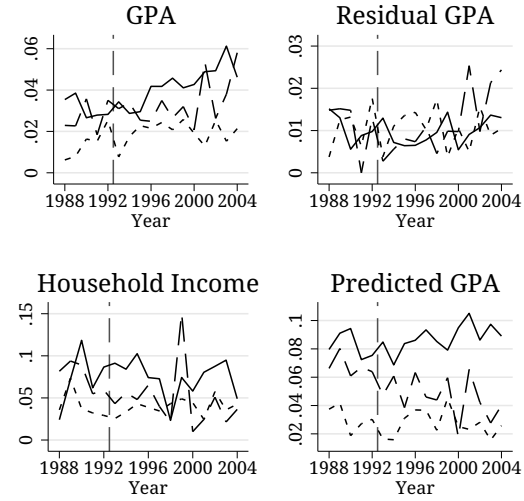 GPA
.06
.04
.02
0
1988 1992 1996 2000 2004
Year
Residual GPA
.03
.02
.01
0
1988 1992 1996 2000 2004
Year
Household Income
.15
.1
.05
0
1988 1992 1996 2000 2004
Year
Predicted GPA
.1
.08
.06
.04
.02
1988 1992 1996 2000 2004
Year